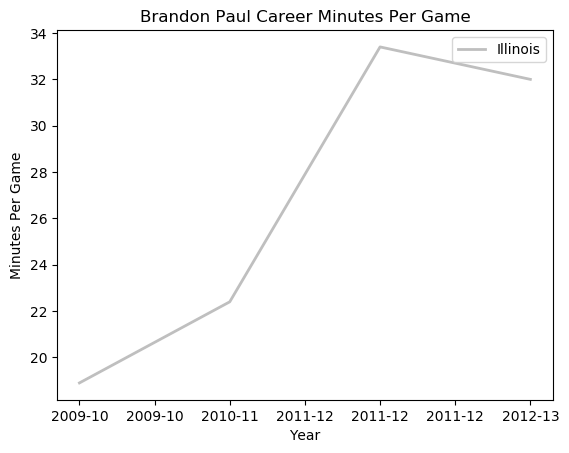 Brandon Paul Career Minutes Per Game
Illinois
34
32
30
28
26
24
22
20
Minutes Per Game
2009-10 2009-10 2010-11 2011-12 2011-12 2011-12 2012-13
Year